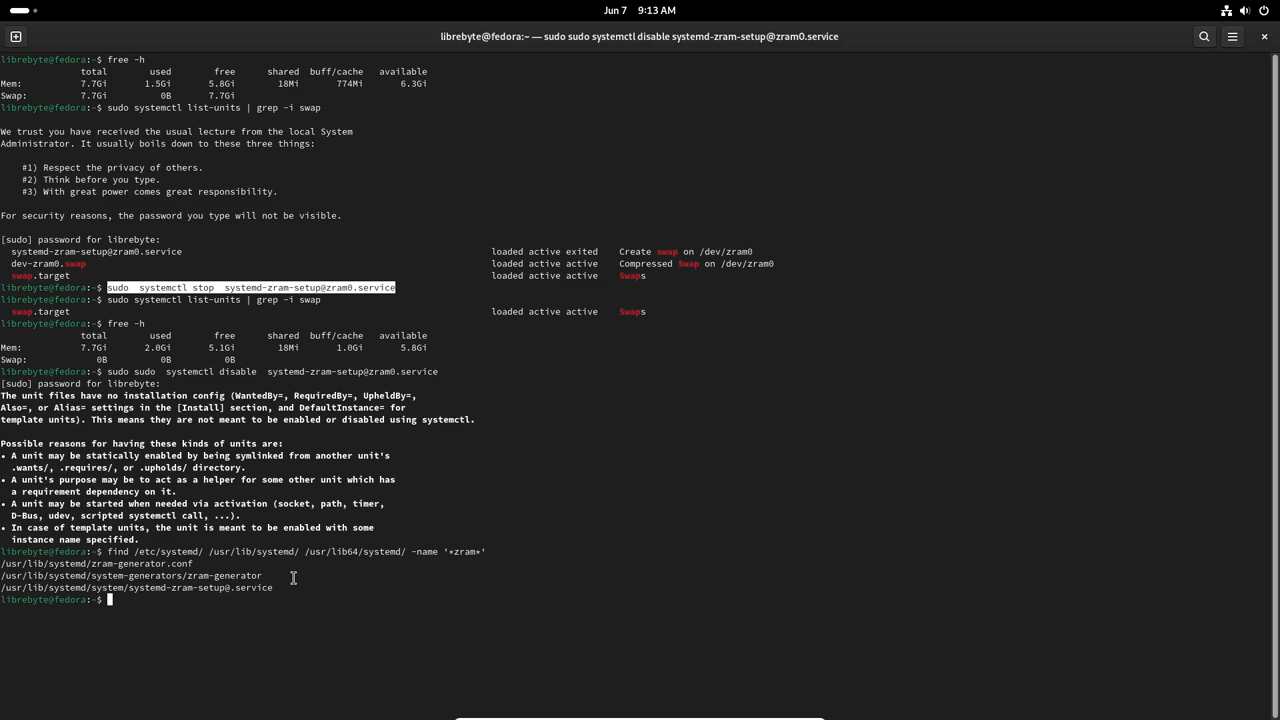 Jun 7 9:13 AM
librebyte@fedora:~ — sudo sudo systemctl disable systemd-zram-setup@zram0.service
librebyte@fedora:~$ free -h
total used free shared buff/cache available
Mem: 7.7Gi 1.5Gi 5.8Gi 18Mi 774Mi 6.3Gi
Swap: 7.7Gi 0B 7.7Gi
librebyte@fedora:~$ sudo systemctl list-units | grep -i swap
We trust you have received the usual lecture from the local System
Administrator. It usually boils down to these three things:
#1) Respect the privacy of others.
#2) Think before you type.
#3) With great power comes great responsibility.
For security reasons, the password you type will not be visible.
[sudo] password for librebyte:
systemd-zram-setup@zram0.service loaded active exited Create swap on /dev/zram0
dev-zram0.swap loaded active active Compressed Swap on /dev/zram0
swap.target loaded active active Swaps
librebyte@fedora:~$ sudo  systemctl stop  systemd-zram-setup@zram0.service
librebyte@fedora:~$ sudo systemctl list-units | grep -i swap
swap.target loaded active active Swaps
librebyte@fedora:~$ free -h
total used free shared buff/cache available
Mem: 7.7Gi 2.0Gi 5.1Gi 18Mi 1.0Gi 5.8Gi
Swap: 0B 0B 0B
librebyte@fedora:~$ sudo sudo  systemctl disable  systemd-zram-setup@zram0.service
[sudo] password for librebyte:
The unit files have no installation config (WantedBy=, RequiredBy=, UpheldBy=,
Also=, or Alias= settings in the [Install] section, and DefaultInstance= for
template units). This means they are not meant to be enabled or disabled using systemctl.
Possible reasons for having these kinds of units are:
• A unit may be statically enabled by being symlinked from another unit's
.wants/, .requires/, or .upholds/ directory.
• A unit's purpose may be to act as a helper for some other unit which has
a requirement dependency on it.
• A unit may be started when needed via activation (socket, path, timer,
D-Bus, udev, scripted systemctl call, ...).
• In case of template units, the unit is meant to be enabled with some
instance name specified.
librebyte@fedora:~$ find /etc/systemd/ /usr/lib/systemd/ /usr/lib64/systemd/ -name '*zram*'
/usr/lib/systemd/zram-generator.conf
/usr/lib/systemd/system-generators/zram-generator
/usr/lib/systemd/system/systemd-zram-setup@.service
librebyte@fedora:~$